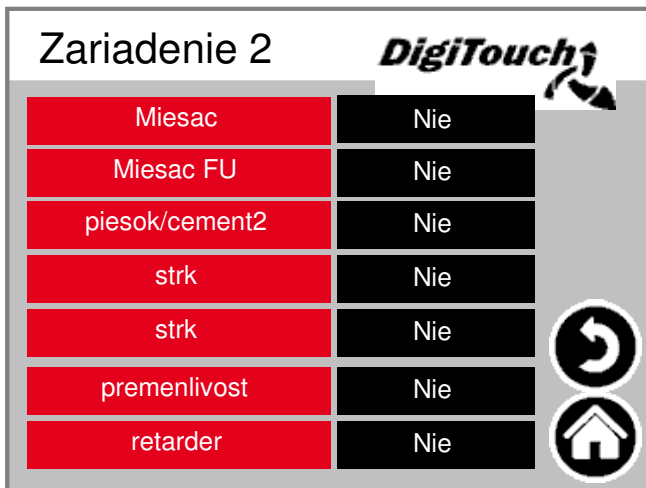 Zariadenie 2
DigiTouch
Miesac Nie
Miesac FU Nie
piesok/cement2 Nie
strk Nie
strk Nie
premenlivost Nie
retarder Nie